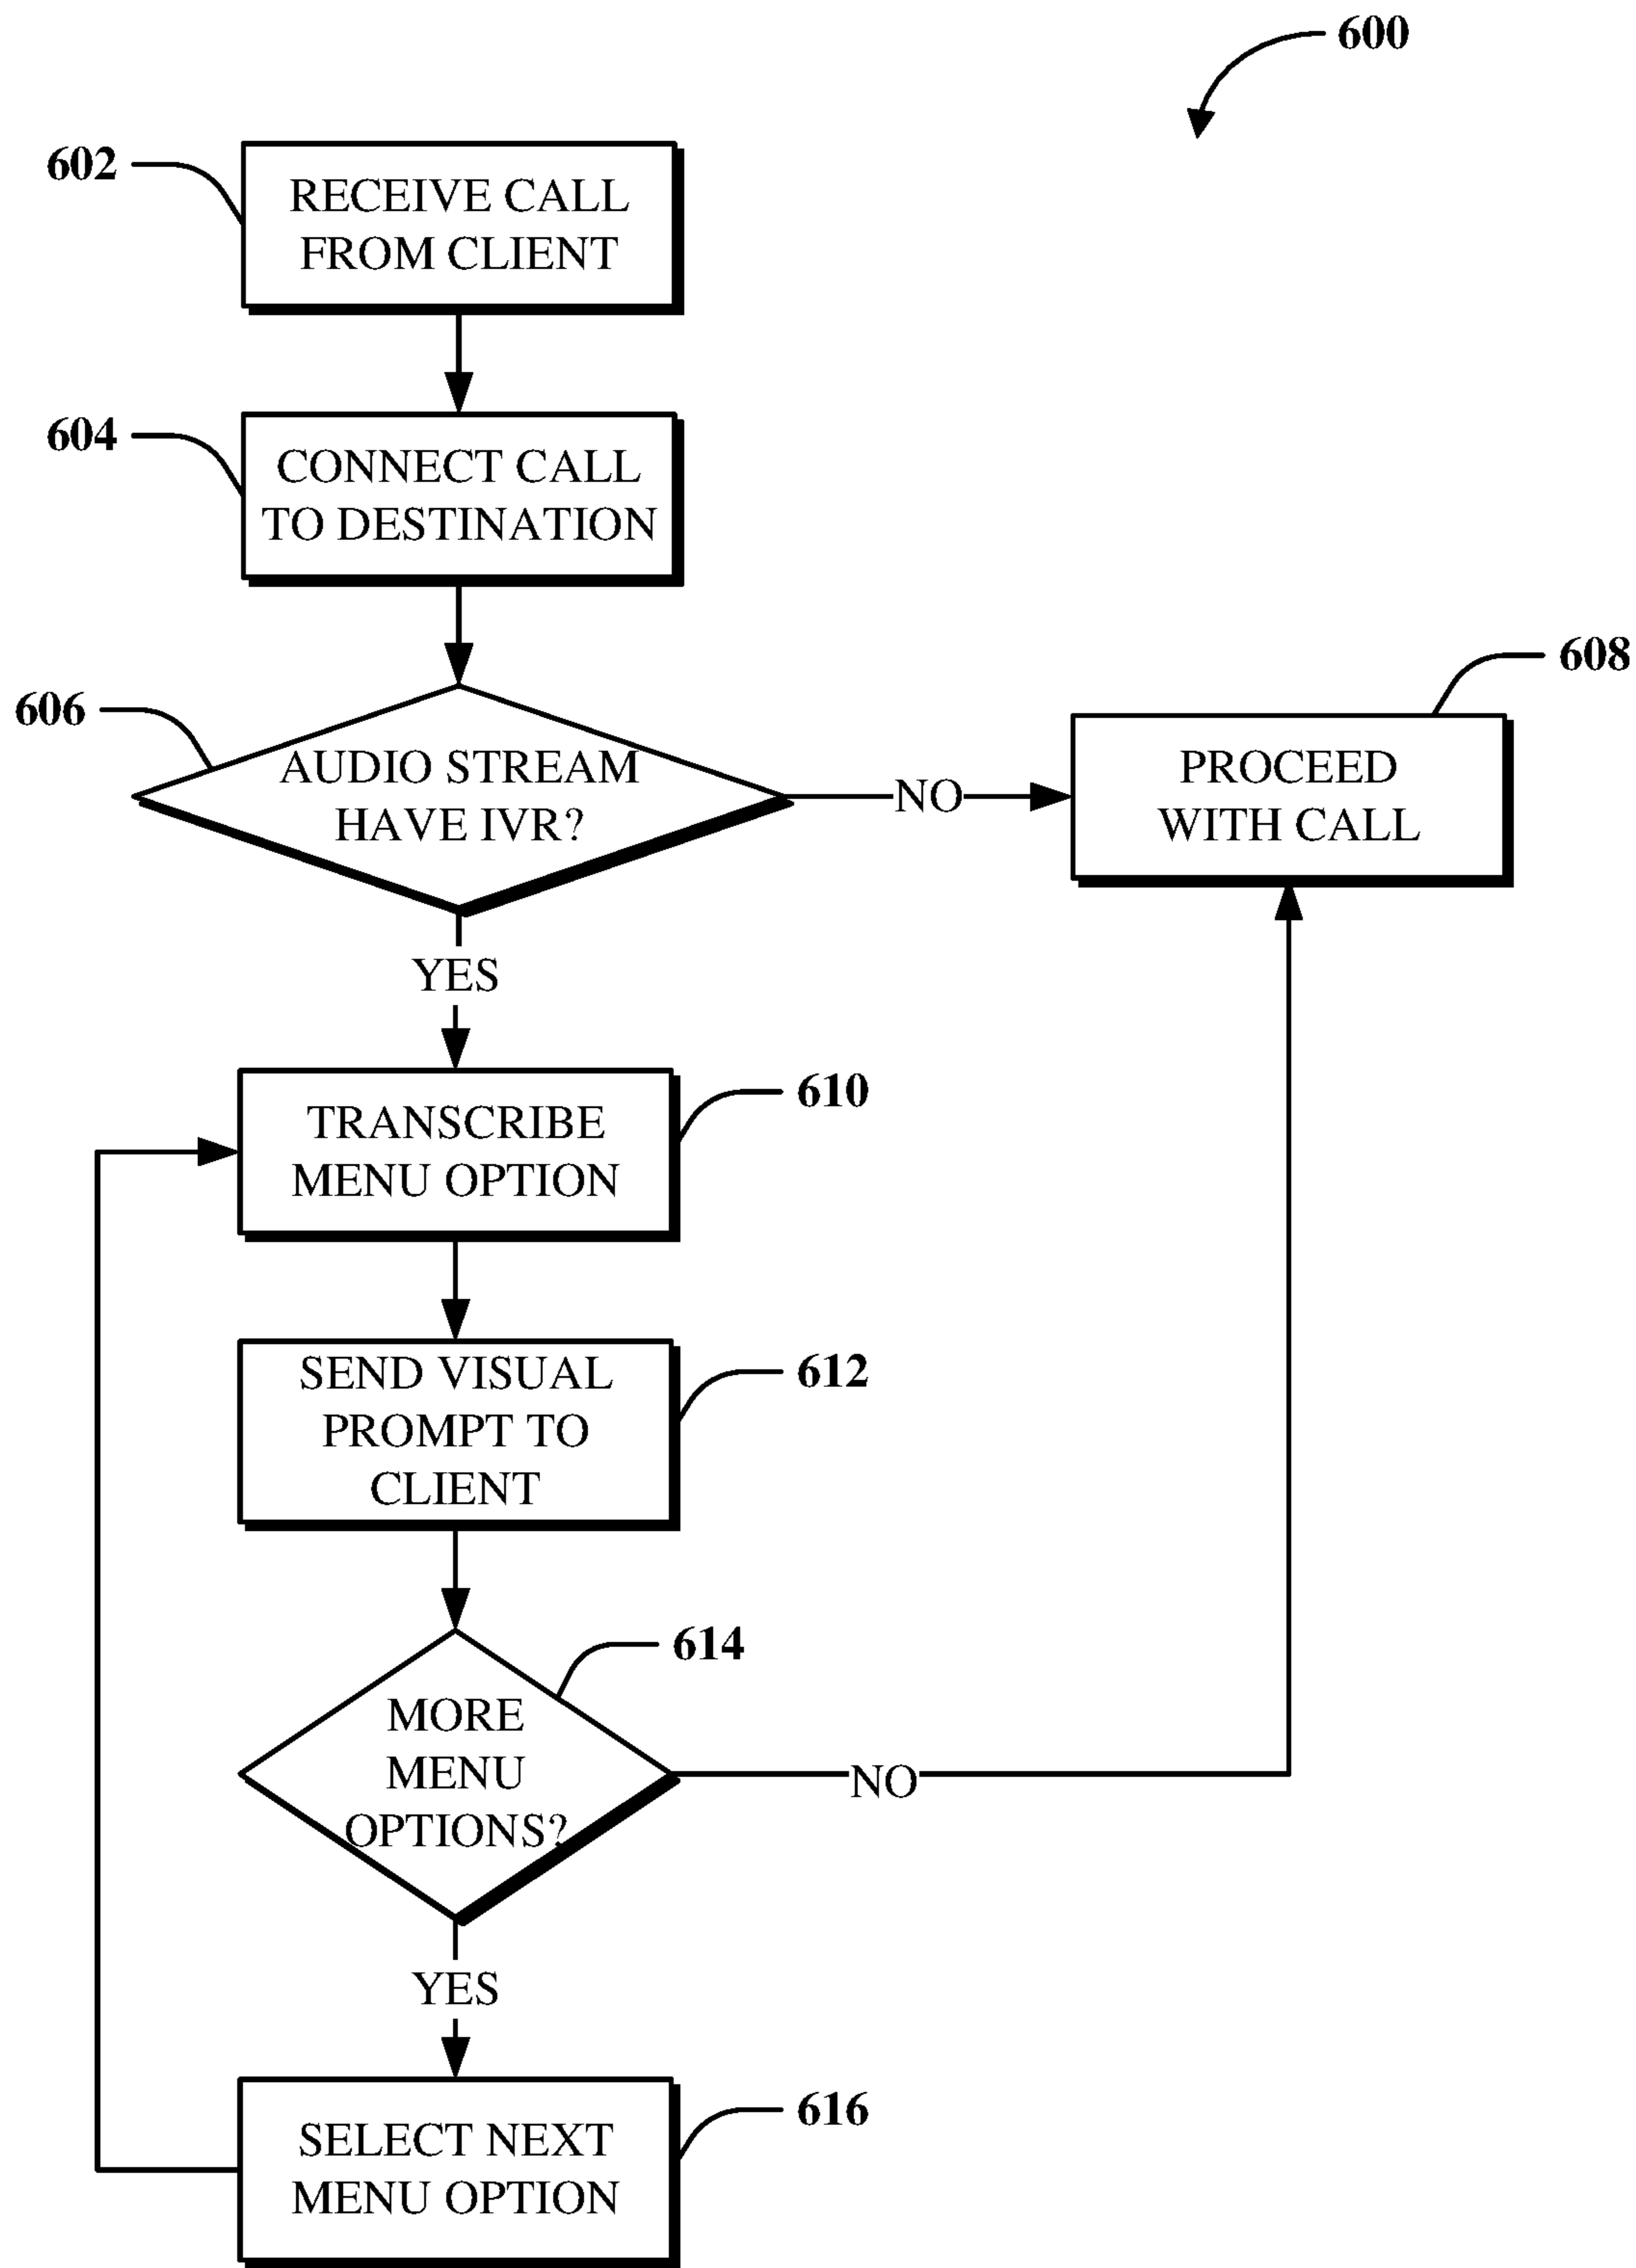 600
602
RECEIVE CALL
FROM CLIENT
604
CONNECT CALL
TO DESTINATION
606
AUDIO STREAM
HAVE IVR?
NO
608
PROCEED
WITH CALL
YES
610
TRANSCRIBE
MENU OPTION
612
SEND VISUAL
PROMPT TO
CLIENT
614
MORE
MENU
OPTIONS?
NO
YES
616
SELECT NEXT
MENU OPTION